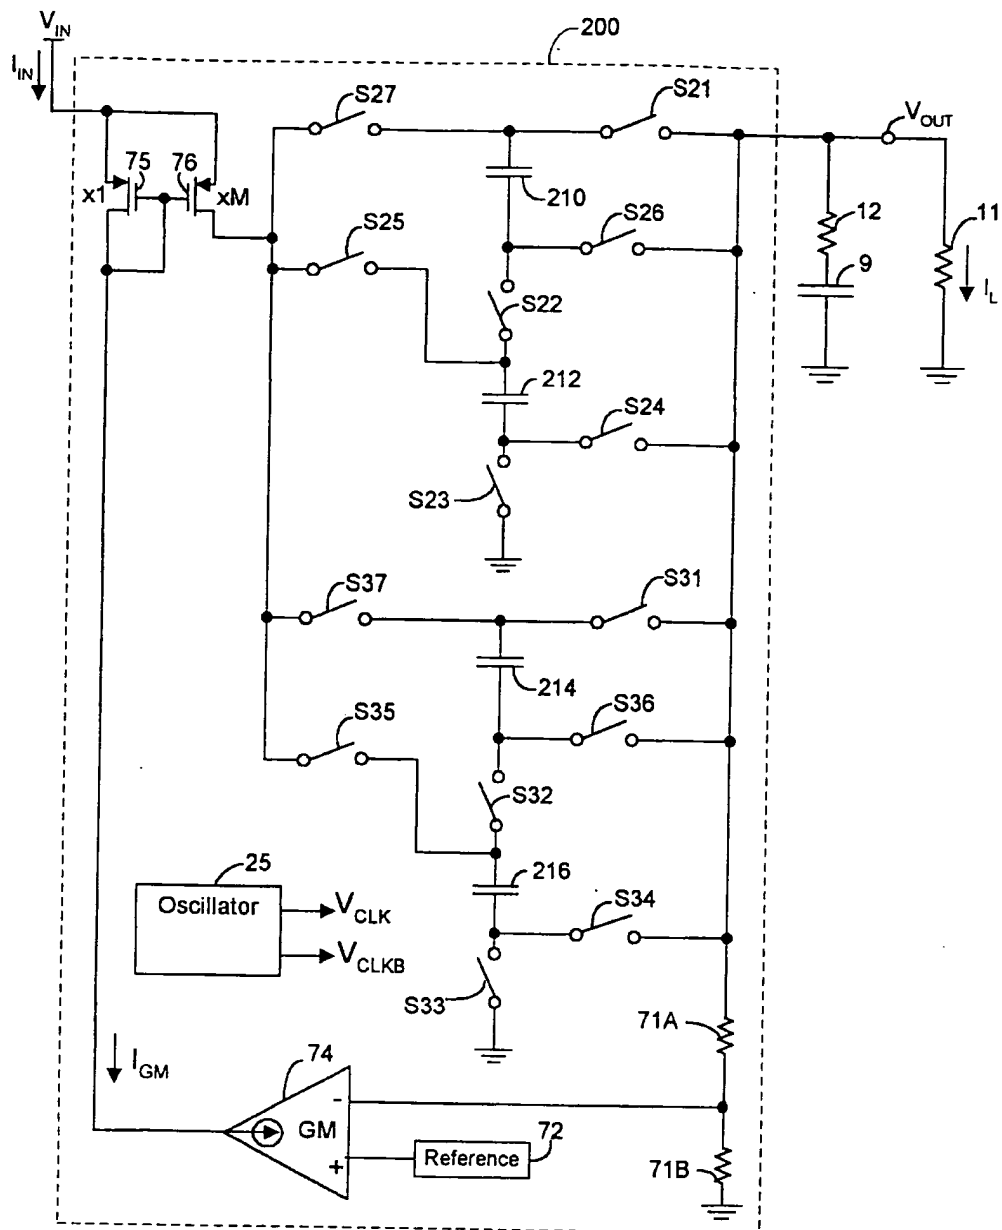 V_IN
200
I_IN
S27
S21
V_OUT
75
76
x1
xM
210
12
11
S25
S26
9
I_L
S22
212
S24
S23
S37
S31
214
S35
S36
S32
25
216
Oscillator
V_CLK
S34
V_CLKB
S33
71A
I_GM
74
-
GM
72
+
Reference
71B